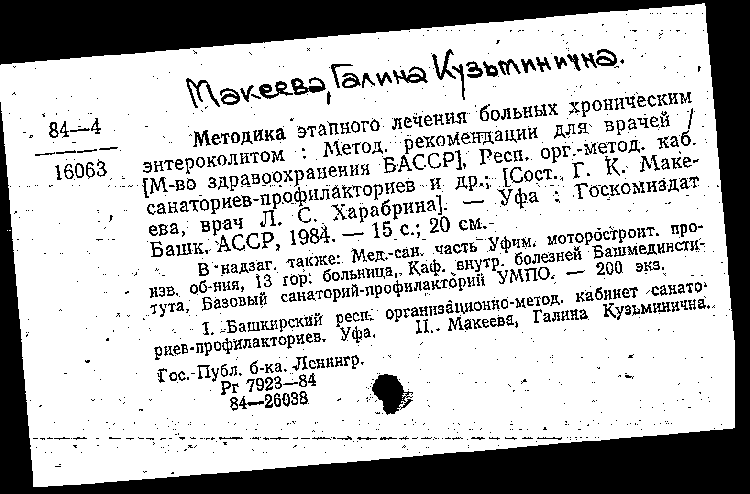 Макеева, Галина Кузьминична.
84—4
16063
Методика этапного лечения больных хроническим
энтероколитом : Метод. рекомендации для врачей /
[М-во здравоохранения БАССР], Респ. орг.-метод. каб.
санаториев-профилакториев и др.; [Сост., Г. К. Маке-
ева, врач Л. С. Харабрина]. — Уфа : Госкомиздат
Башк. АССР, 1984. — 15 с.; 20 см.
В надзаг. также: Мед.-сан. часть Уфим. моторостроит. про-
изв. об-ния, 13 гор. больница, Каф. внутр. болезней Башмединсти-
тута, Базовый санаторий-профилакторий УМПО. — 200 экз.
I. Башкирский респ. организационно-метод. кабинет санато-
риев-профилакториев. Уфа. II. Макеева, Галина Кузьминична.
Гос. Публ. б-ка. Ленингр.
Рг 7923—84
84—26038